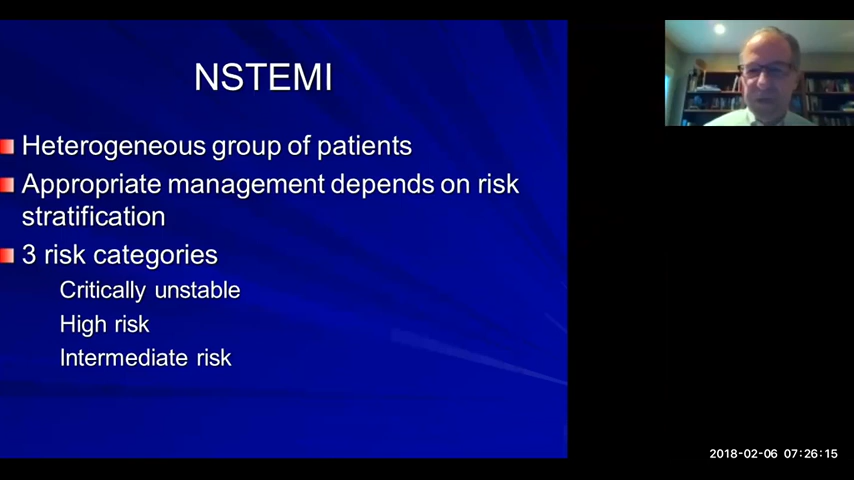 NSTEMI
Heterogeneous group of patients
Appropriate management depends on risk
stratification
3 risk categories
Critically unstable
High risk
Intermediate risk
2018-02-06 07:26:15